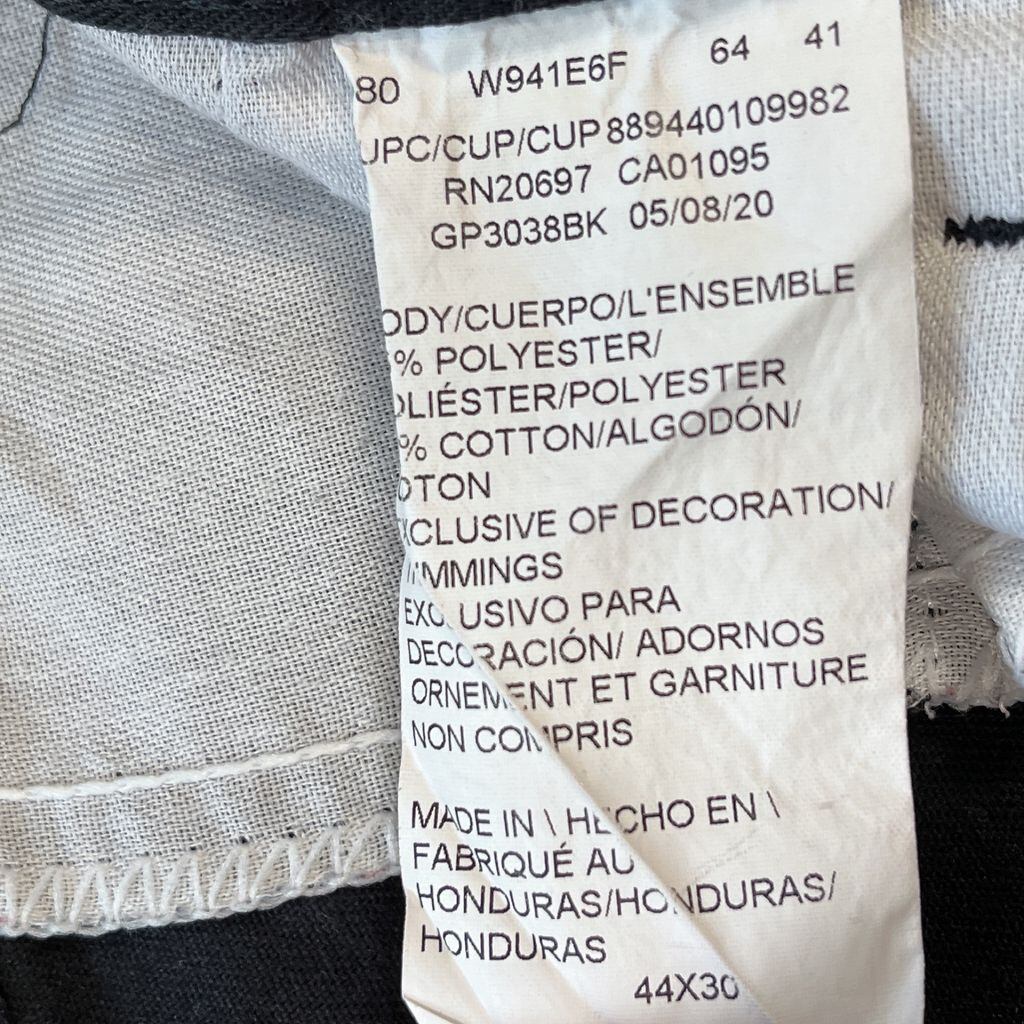 80 W941E6F 64 41
UPC/CUP/CUP 889440109982
RN20697 CA01095
GP3038BK 05/08/20
ODY/CUERPO/L'ENSEMBLE
% POLYESTER/
OLIÉSTER/POLYESTER
% COTTON/ALGODÓN/
OTON
XCLUSIVE OF DECORATION/
MMINGS
EXCLUSIVO PARA
DECORACIÓN/ ADORNOS
ORNEMENT ET GARNITURE
NON COMPRIS
MADE IN \ HECHO EN \
FABRIQUÉ AU
HONDURAS/HONDURAS/
HONDURAS
44X30